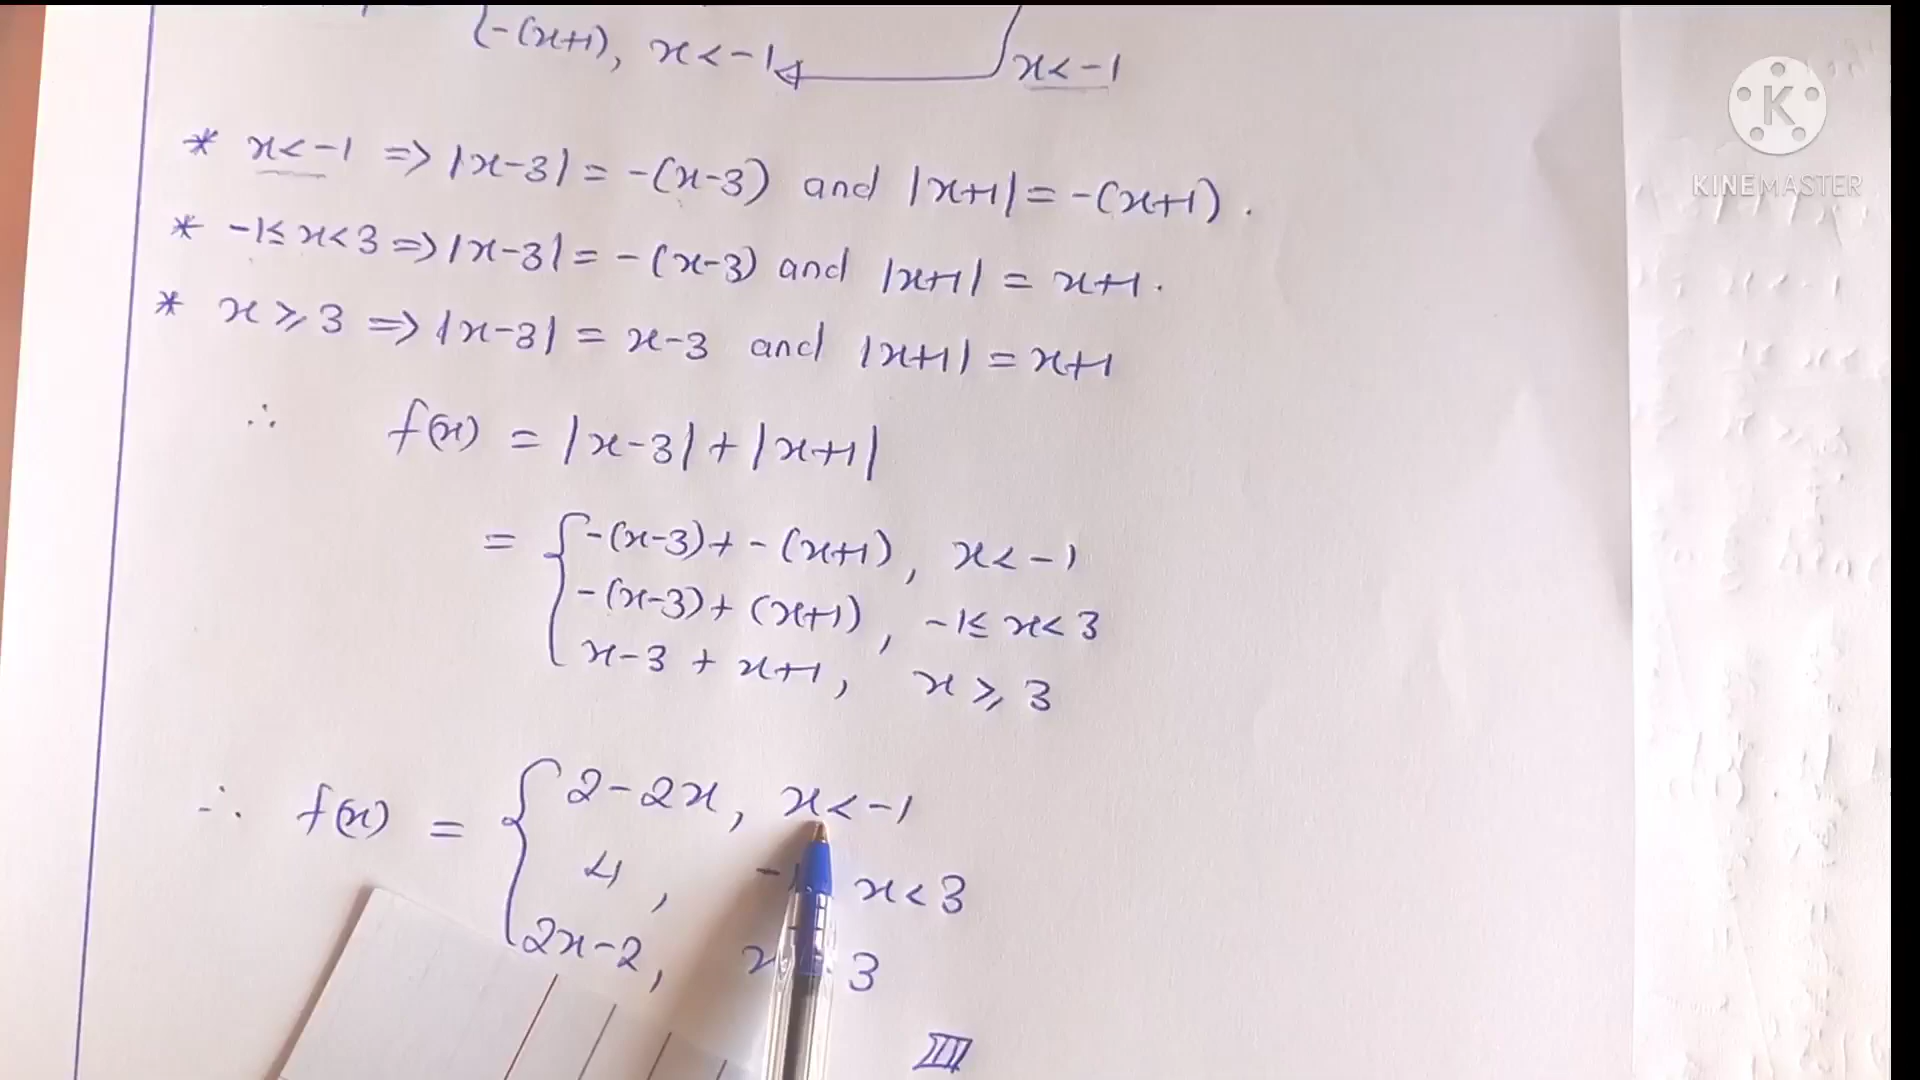 -(x+1), x < -1
x < -1
K
KINEMASTER
* x < -1 ⇒ |x-3| = -(x-3) and |x+1| = -(x+1).
* -1 ≤ x < 3 ⇒ |x-3| = -(x-3) and |x+1| = x+1.
* x ≥ 3 ⇒ |x-3| = x-3 and |x+1| = x+1
∴ f(x) = |x-3| + |x+1|
= { -(x-3) + -(x+1), x < -1
-(x-3) + (x+1), -1 ≤ x < 3
x-3 + x+1, x ≥ 3
∴ f(x) = { 2-2x, x < -1
4, - x < 3
2x-2, x 3
III